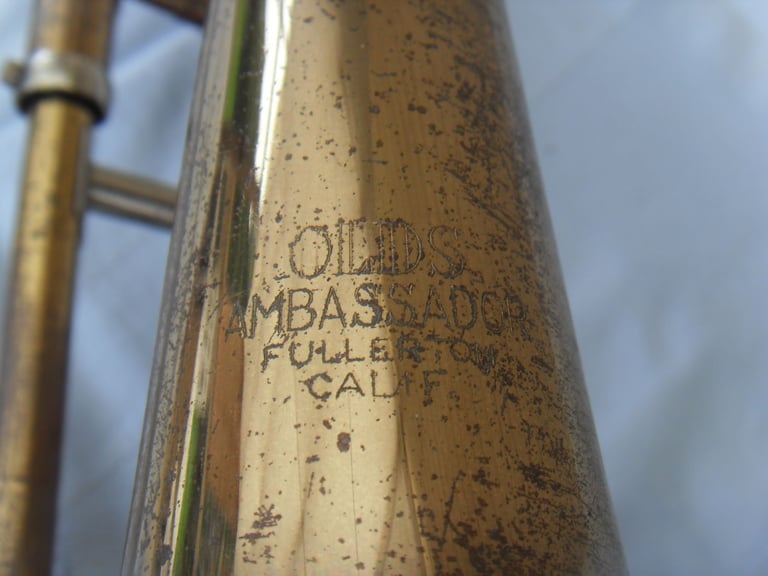 OLDS
AMBASSADOR
FULLERTON
CALIF